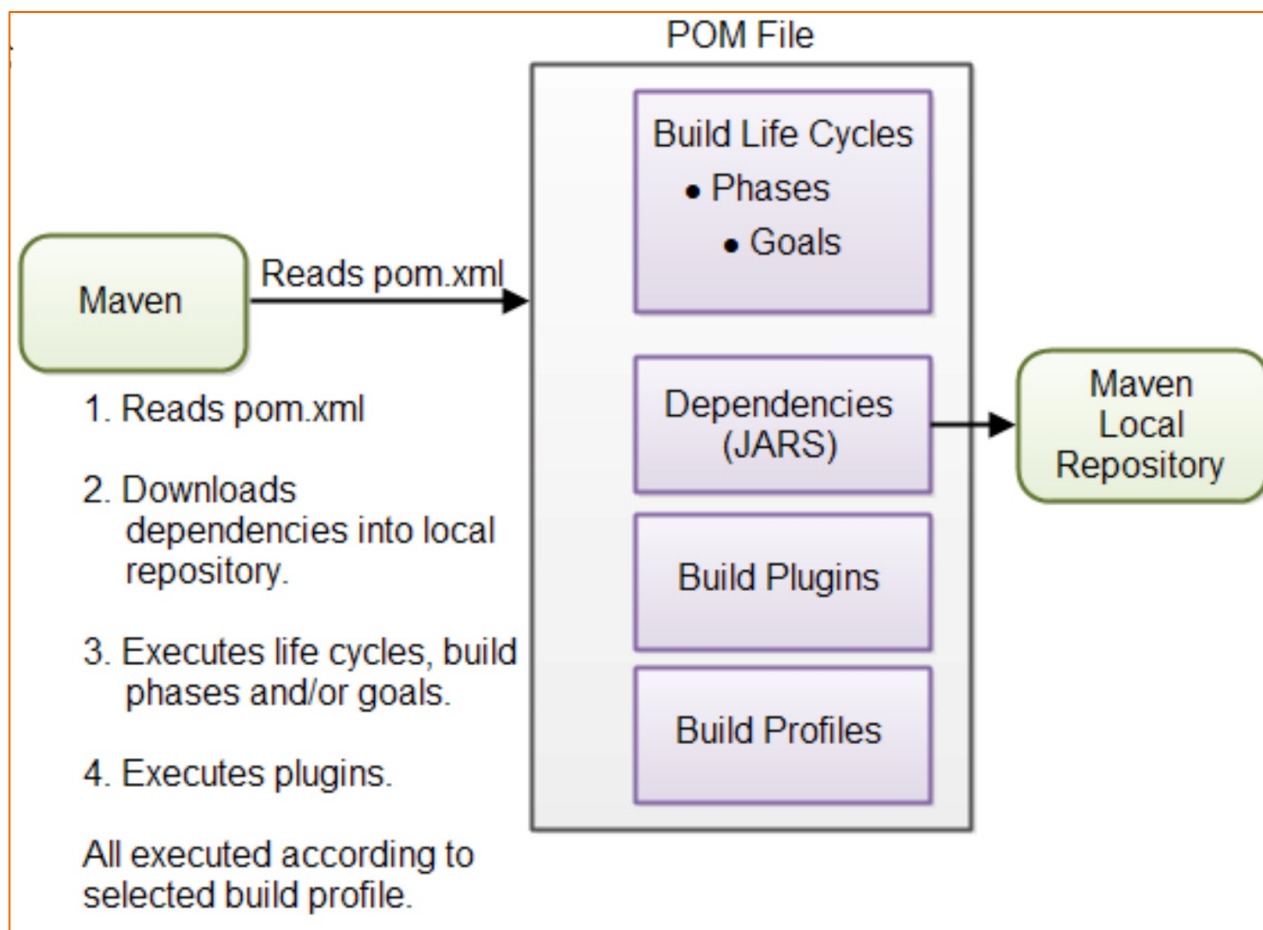 POM File
Build Life Cycles
• Phases
• Goals
Maven
Reads pom.xml
Dependencies
(JARS)
Maven
Local
Repository
Build Plugins
Build Profiles
1. Reads pom.xml
2. Downloads
dependencies into local
repository.
3. Executes life cycles, build
phases and/or goals.
4. Executes plugins.
All executed according to
selected build profile.